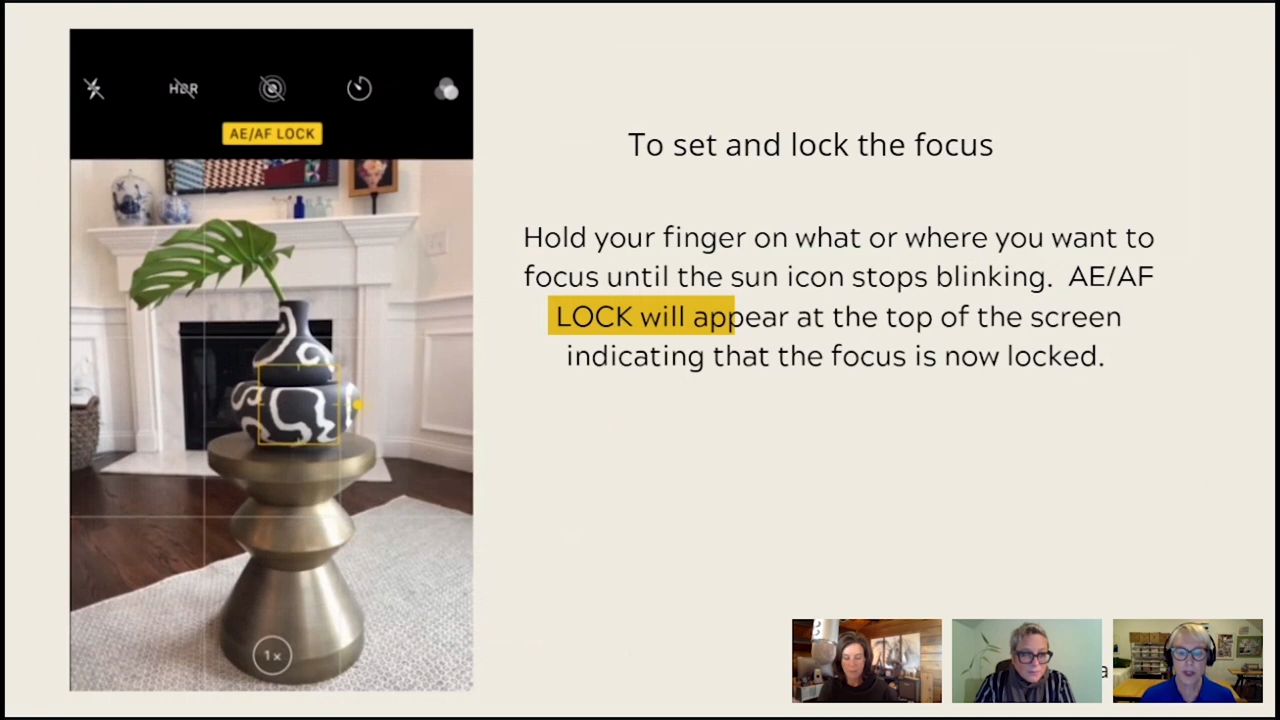 HDR
AE/AF LOCK
To set and lock the focus
Hold your finger on what or where you want to
focus until the sun icon stops blinking. AE/AF
LOCK will appear at the top of the screen
indicating that the focus is now locked.
1x
a